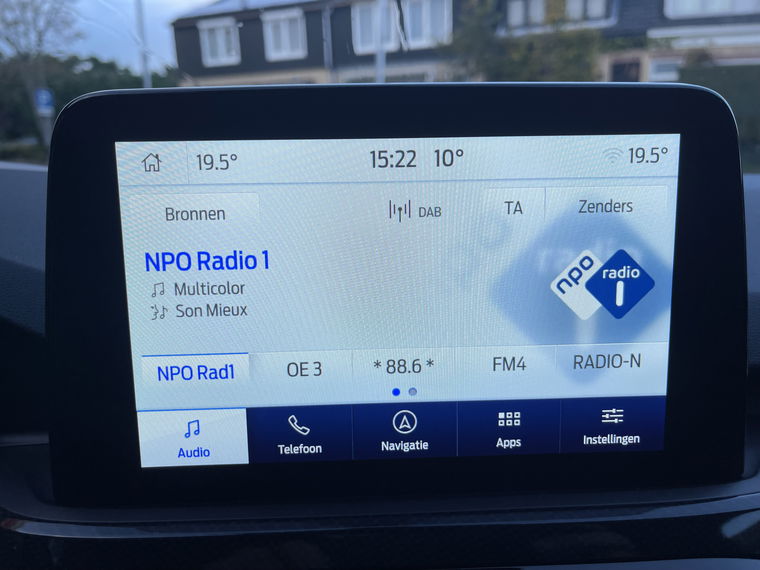 19.5° 15:22 10° 19.5°
Bronnen DAB TA Zenders
NPO Radio 1
Multicolor
Son Mieux
npo radio 1
NPO Rad1 OE 3 *88.6* FM4 RADIO-N
Audio Telefoon Navigatie Apps Instellingen